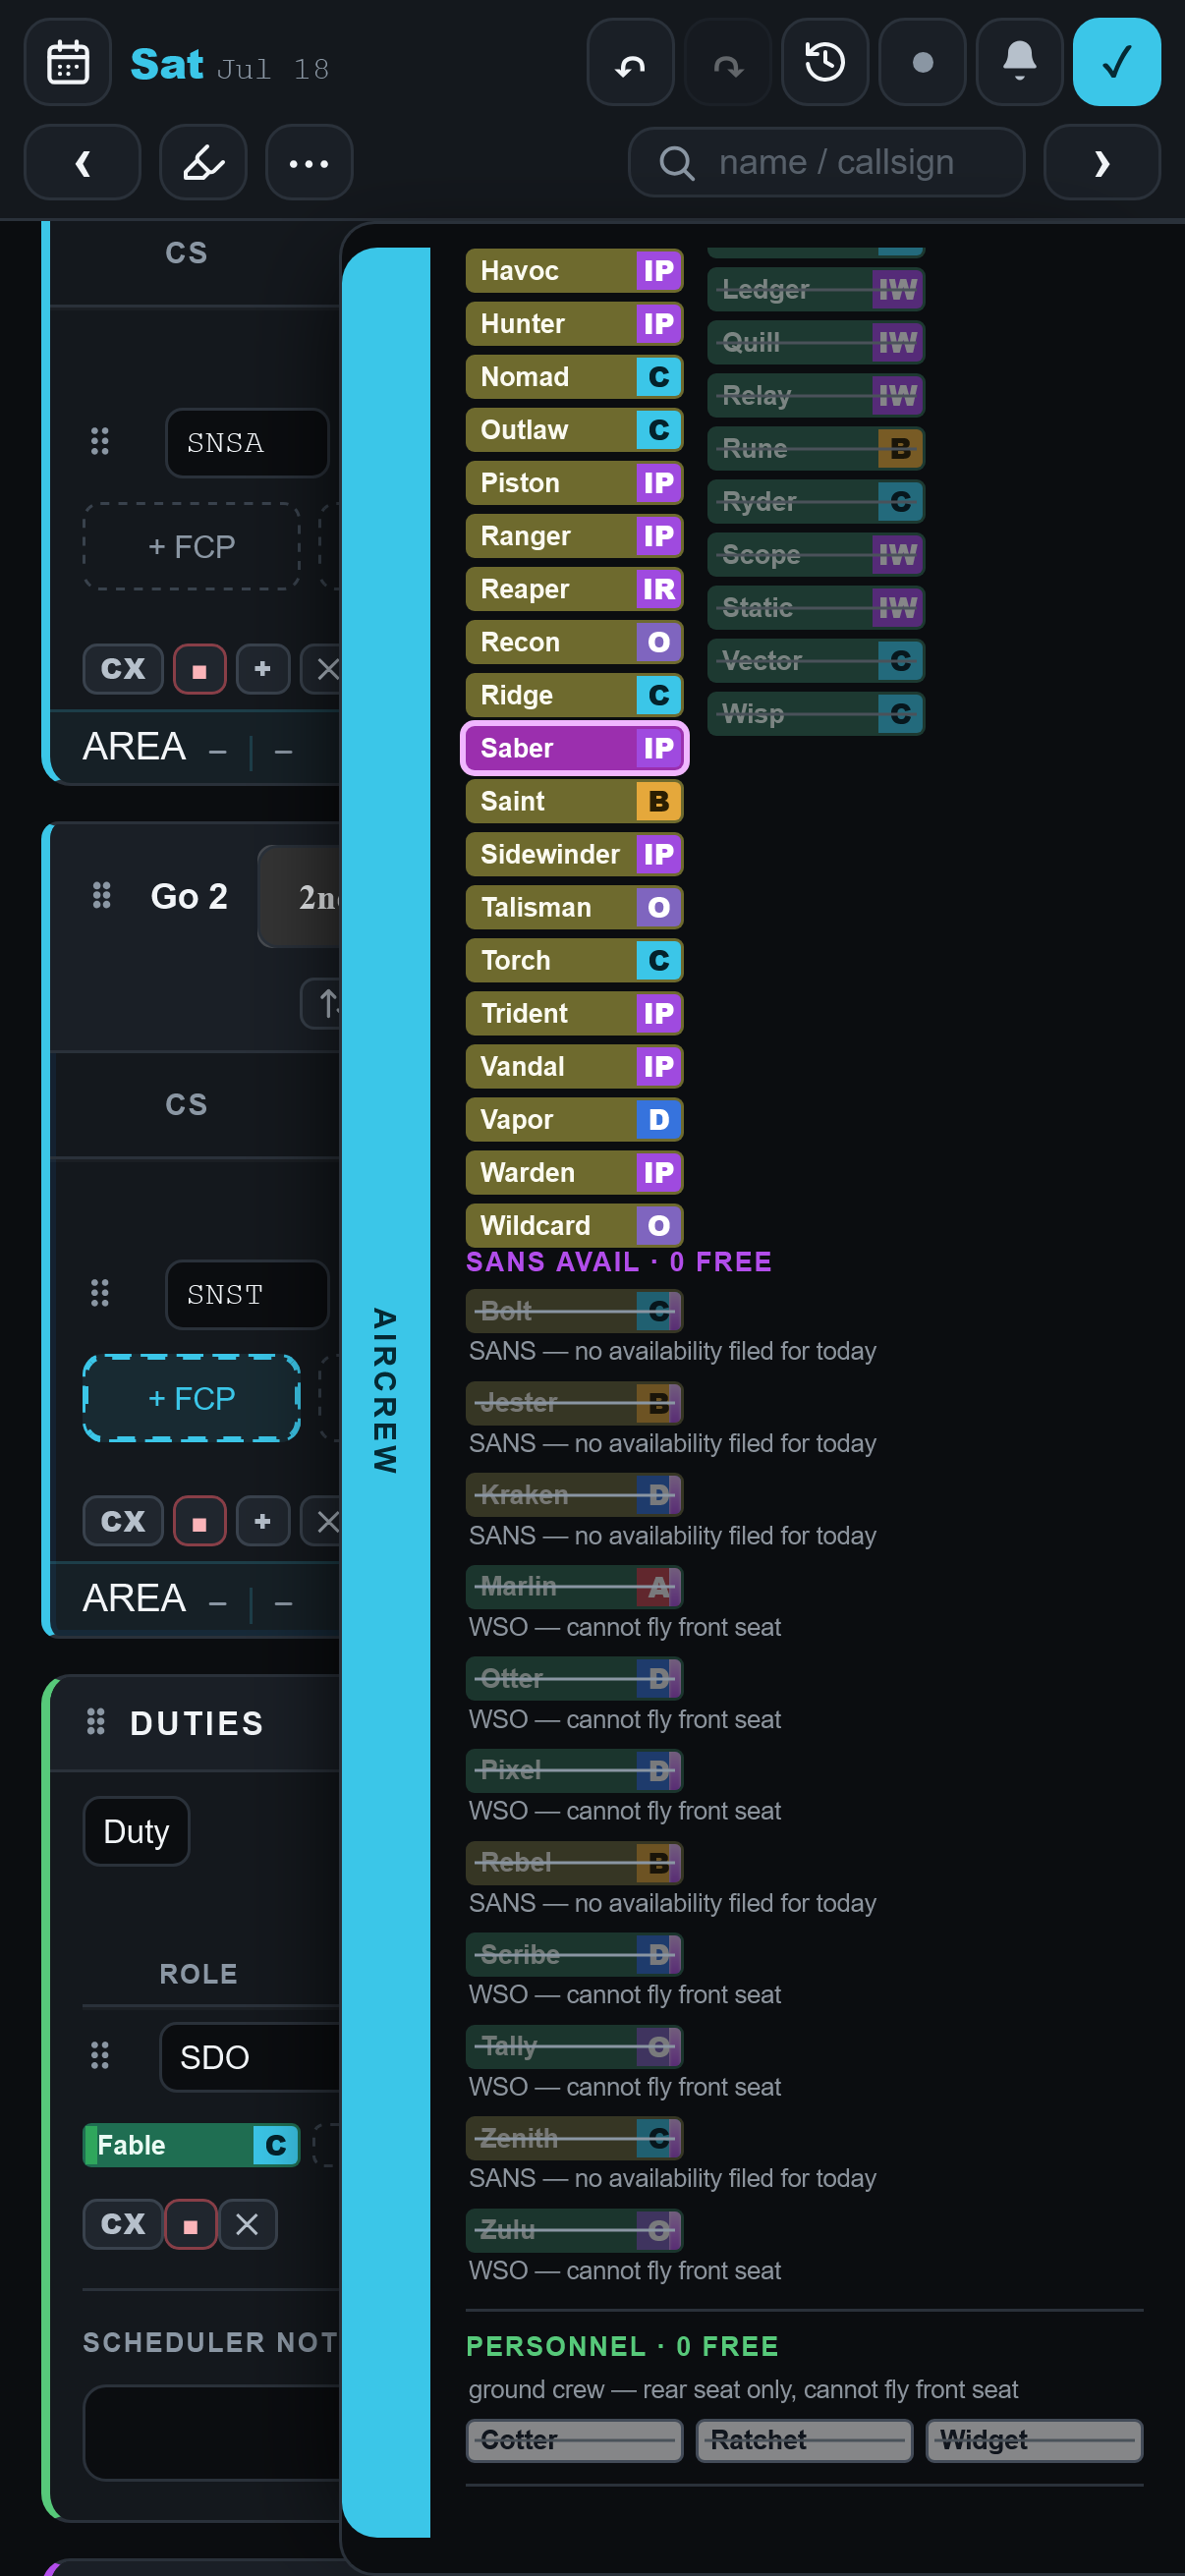 Sat Jul 18
name / callsign
CS
SNSA
+ FCP
CX
AREA – | –
Go 2
CS
SNST
+ FCP
CX
AREA – | –
DUTIES
Duty
ROLE
SDO
Fable C
CX
SCHEDULER
AIRCREW
Havoc IP
Hunter IP
Nomad C
Outlaw C
Piston IP
Ranger IP
Reaper IR
Recon O
Ridge C
Saber IP
Saint B
Sidewinder IP
Talisman O
Torch C
Trident IP
Vandal IP
Vapor D
Warden IP
Wildcard O
Ledger IW
Quill IW
Relay IW
Rune B
Ryder C
Scope IW
Static IW
Vector C
Wisp C
SANS AVAIL · 0 FREE
Bolt C
SANS — no availability filed for today
Jester B
SANS — no availability filed for today
Kraken D
SANS — no availability filed for today
Marlin A
WSO — cannot fly front seat
Otter D
WSO — cannot fly front seat
Pixel D
WSO — cannot fly front seat
Rebel B
SANS — no availability filed for today
Scribe D
WSO — cannot fly front seat
Tally O
WSO — cannot fly front seat
Zenith C
SANS — no availability filed for today
Zulu O
WSO — cannot fly front seat
PERSONNEL · 0 FREE
ground crew — rear seat only, cannot fly front seat
Cotter Ratchet Widget